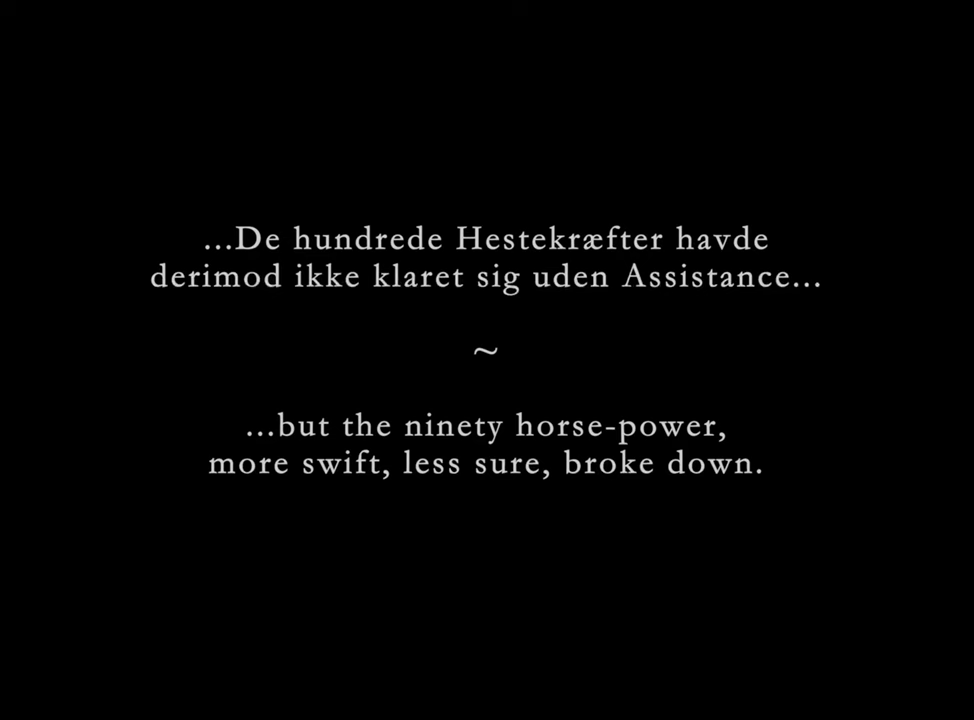 ...De hundrede Hestekræfter havde
derimod ikke klaret sig uden Assistance...
~
...but the ninety horse-power,
more swift, less sure, broke down.